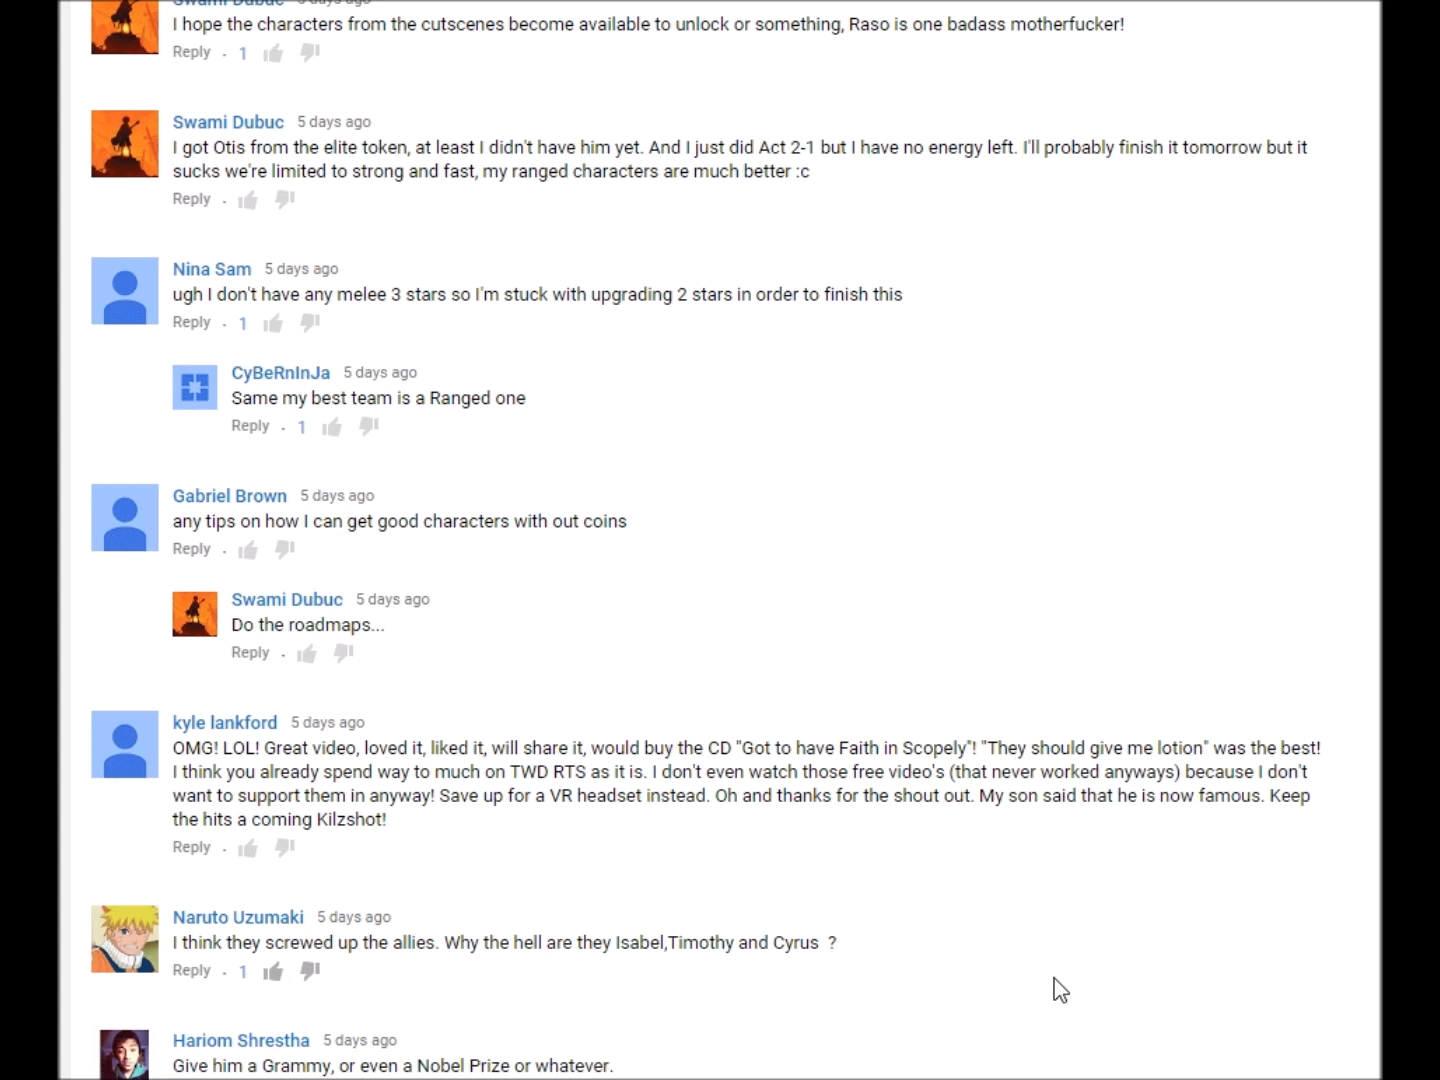 Swami Dubuc 5 days ago
I hope the characters from the cutscenes become available to unlock or something, Raso is one badass motherfucker!
Reply . 1
Swami Dubuc 5 days ago
I got Otis from the elite token, at least I didn't have him yet. And I just did Act 2-1 but I have no energy left. I'll probably finish it tomorrow but it
sucks we're limited to strong and fast, my ranged characters are much better :c
Reply .
Nina Sam 5 days ago
ugh I don't have any melee 3 stars so I'm stuck with upgrading 2 stars in order to finish this
Reply . 1
CyBeRnInJa 5 days ago
Same my best team is a Ranged one
Reply . 1
Gabriel Brown 5 days ago
any tips on how I can get good characters with out coins
Reply .
Swami Dubuc 5 days ago
Do the roadmaps...
Reply .
kyle lankford 5 days ago
OMG! LOL! Great video, loved it, liked it, will share it, would buy the CD "Got to have Faith in Scopely"! "They should give me lotion" was the best!
I think you already spend way to much on TWD RTS as it is. I don't even watch those free video's (that never worked anyways) because I don't
want to support them in anyway! Save up for a VR headset instead. Oh and thanks for the shout out. My son said that he is now famous. Keep
the hits a coming Kilzshot!
Reply .
Naruto Uzumaki 5 days ago
I think they screwed up the allies. Why the hell are they Isabel,Timothy and Cyrus ?
Reply . 1
Hariom Shrestha 5 days ago
Give him a Grammy, or even a Nobel Prize or whatever.